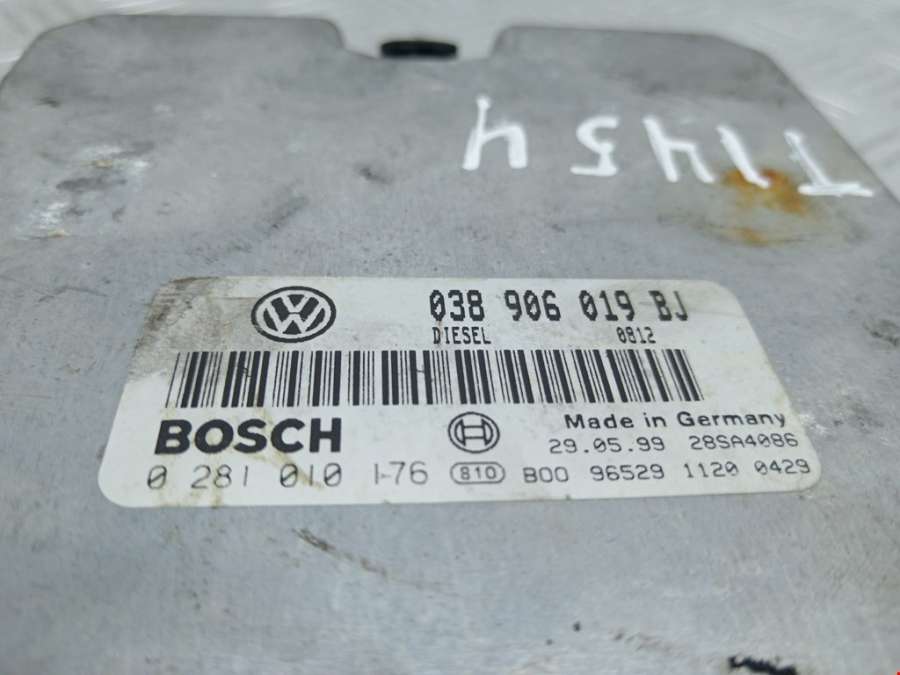 T1454
038 906 019 BJ
DIESEL 0812
BOSCH
Made in Germany
29.05.99 28SA4086
0 281 010 176 810 B00 96529 1120 0429